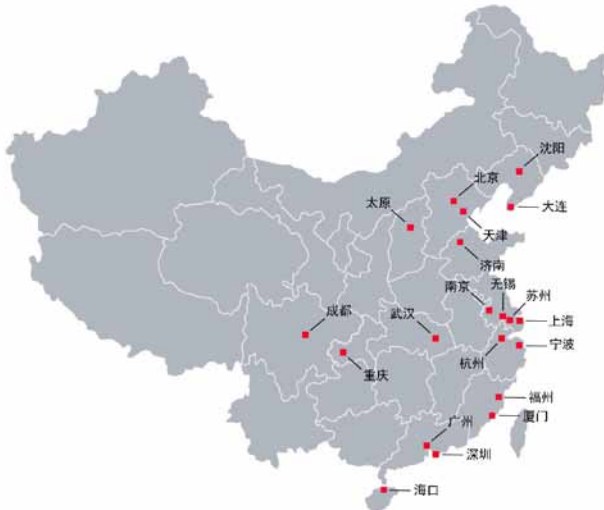 沈阳
北京
太原
大连
天津
济南
无锡
南京
苏州
成都
武汉
上海
宁波
杭州
重庆
福州
厦门
广州
深圳
海口